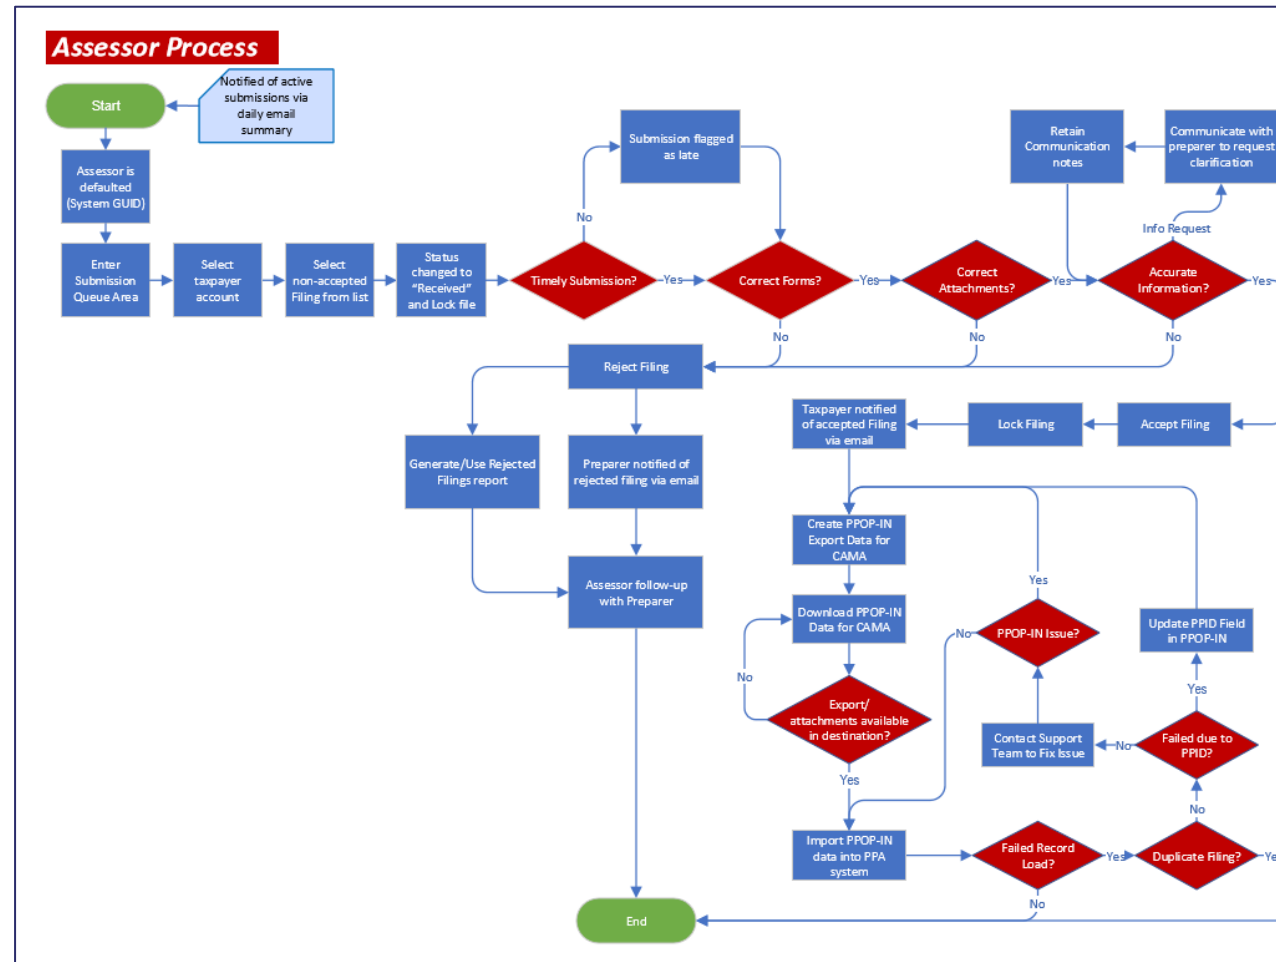 Assessor Process
Notified of active
submissions via
daily email
summary
Start
Assessor is
defaulted
(System GUID)
Enter
Submission
Queue Area
Select
taxpayer
account
Select
non-accepted
Filing from list
Status
changed to
“Received”
and Lock file
Timely Submission?
No
Submission flagged
as late
Yes
Correct Forms?
Yes
Correct
Attachments?
Yes
Accurate
Information?
Yes
Info Request
Communicate with
preparer to request
clarification
Retain
Communication
notes
No
No
No
Reject Filing
Generate/Use Rejected
Filings report
Preparer notified of
rejected filing via email
Assessor follow-up
with Preparer
Accept Filing
Lock Filing
Taxpayer notified
of accepted Filing
via email
Create PPOP-IN
Export Data for
CAMA
Download PPOP-IN
Data for CAMA
No
Export/
attachments available
in destination?
Yes
Import PPOP-IN
data into PPA
system
Failed Record
Load?
No
Yes
Duplicate Filing?
Ye
No
Failed due to
PPID?
Yes
Update PPID Field
in PPOP-IN
No
Contact Support
Team to Fix Issue
PPOP-IN Issue?
Yes
No
End